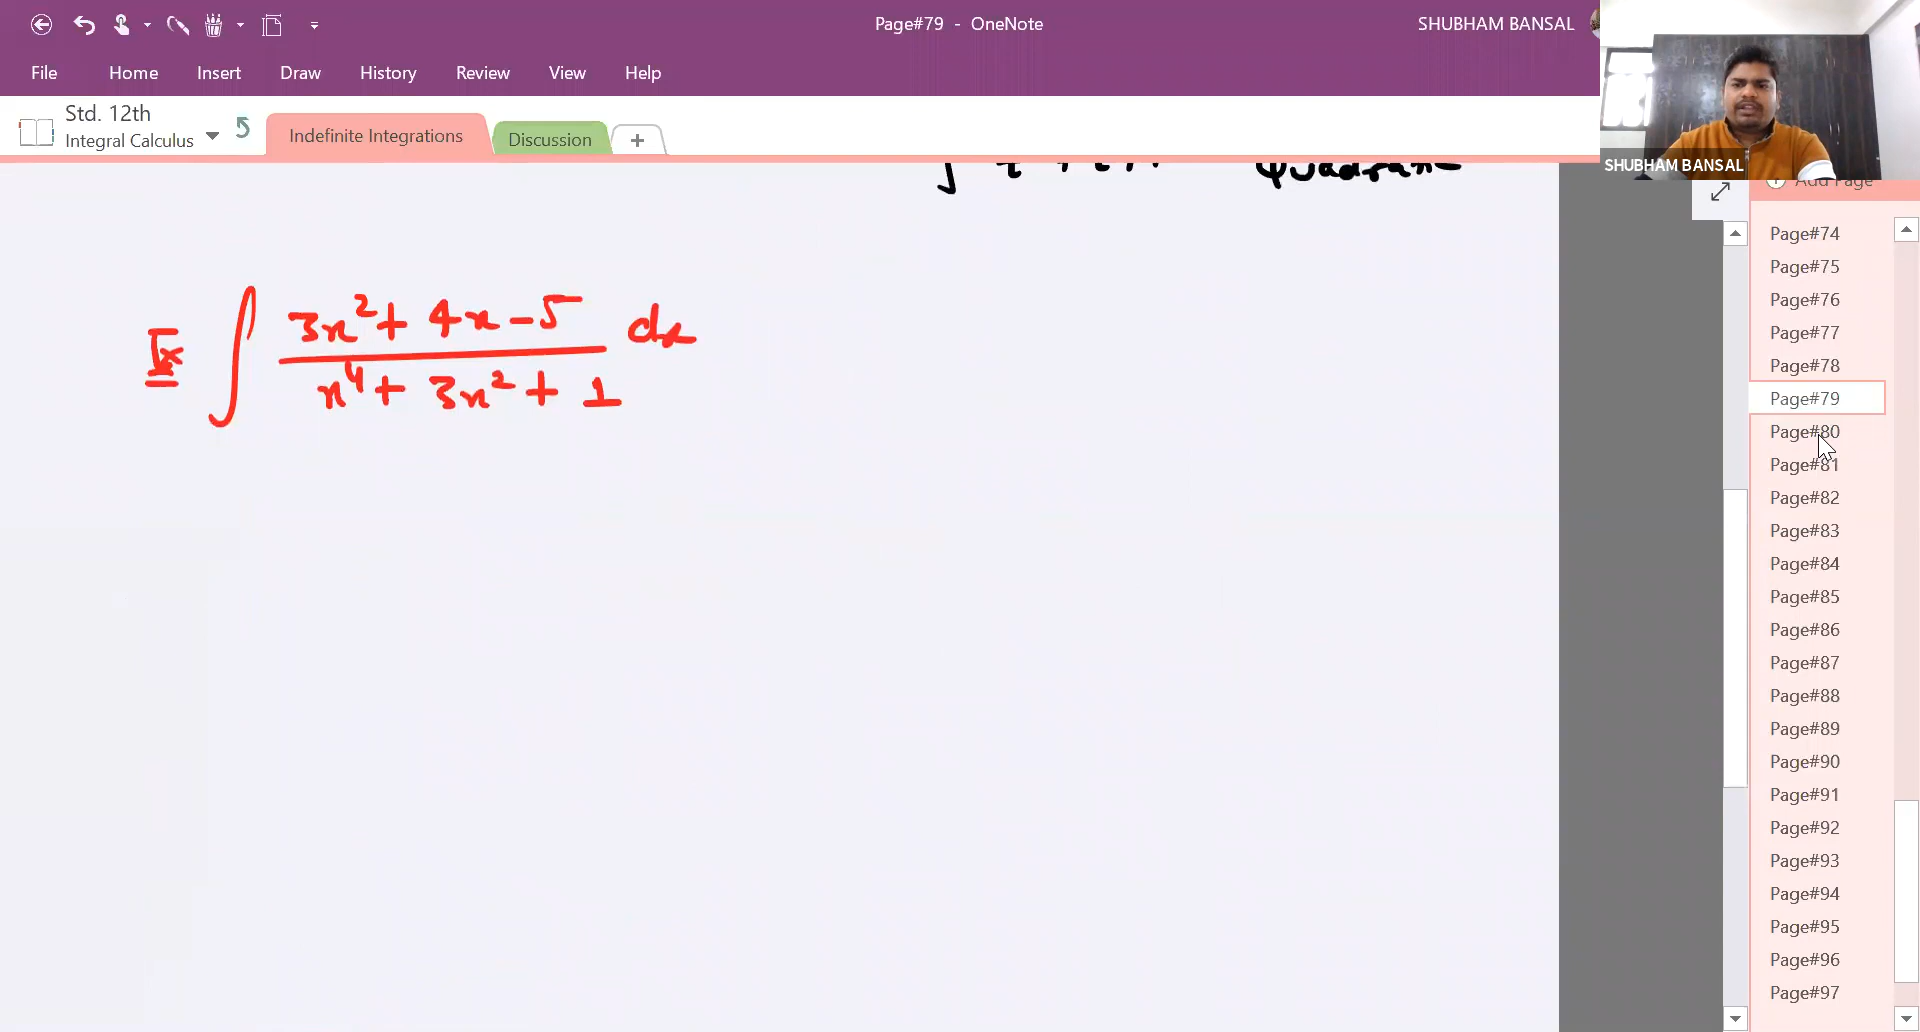 Page#79 - OneNote
SHUBHAM BANSAL
File Home Insert Draw History Review View Help
Std. 12th
Integral Calculus
Indefinite Integrations
Discussion
SHUBHAM BANSAL
Add Page
Ex ∫ (3x² + 4x - 5)/(x⁴ + 3x² + 1) dx
Page#74
Page#75
Page#76
Page#77
Page#78
Page#79
Page#80
Page#81
Page#82
Page#83
Page#84
Page#85
Page#86
Page#87
Page#88
Page#89
Page#90
Page#91
Page#92
Page#93
Page#94
Page#95
Page#96
Page#97